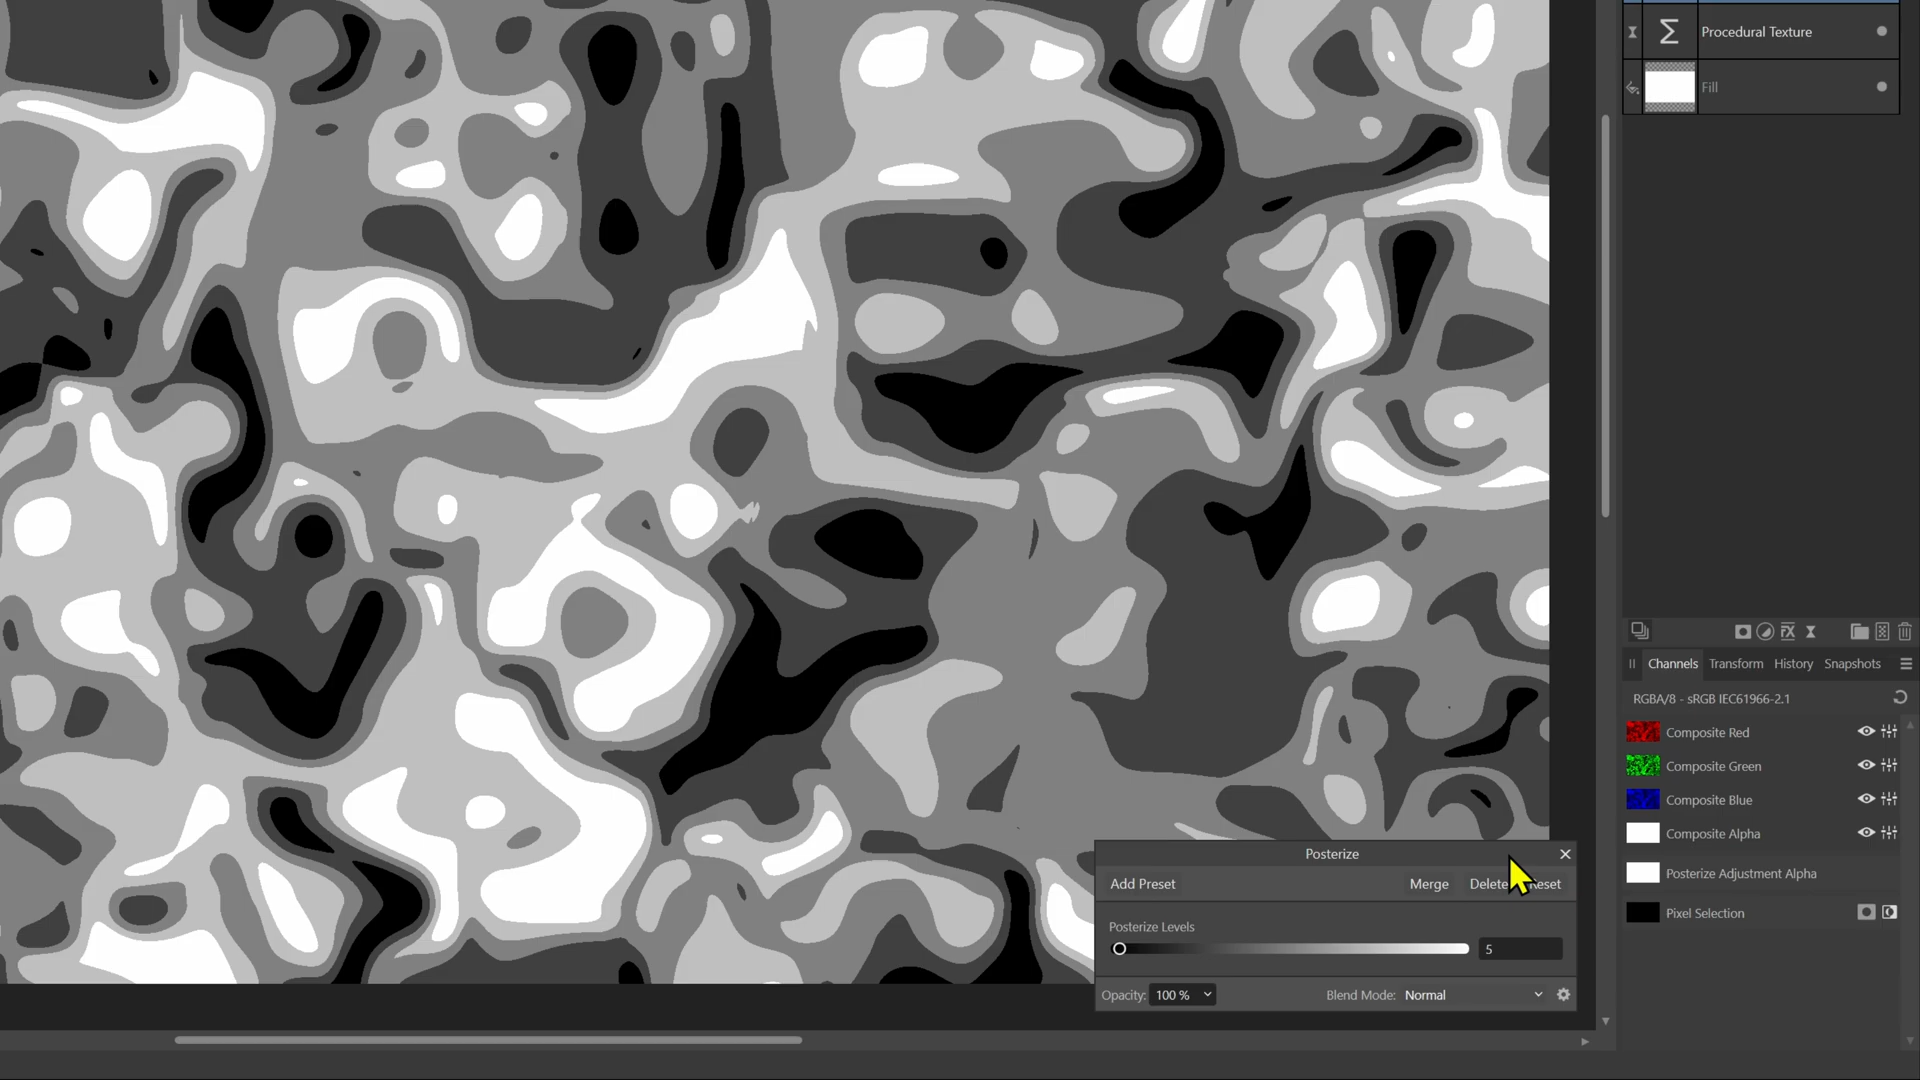 Procedural Texture
Fill
Channels Transform History Snapshots
RGBA/8 - sRGB IEC61966-2.1
Composite Red
Composite Green
Composite Blue
Composite Alpha
Posterize Adjustment Alpha
Pixel Selection
Posterize
Add Preset Merge Delete
Posterize Levels
5
Opacity: 100 % Blend Mode: Normal